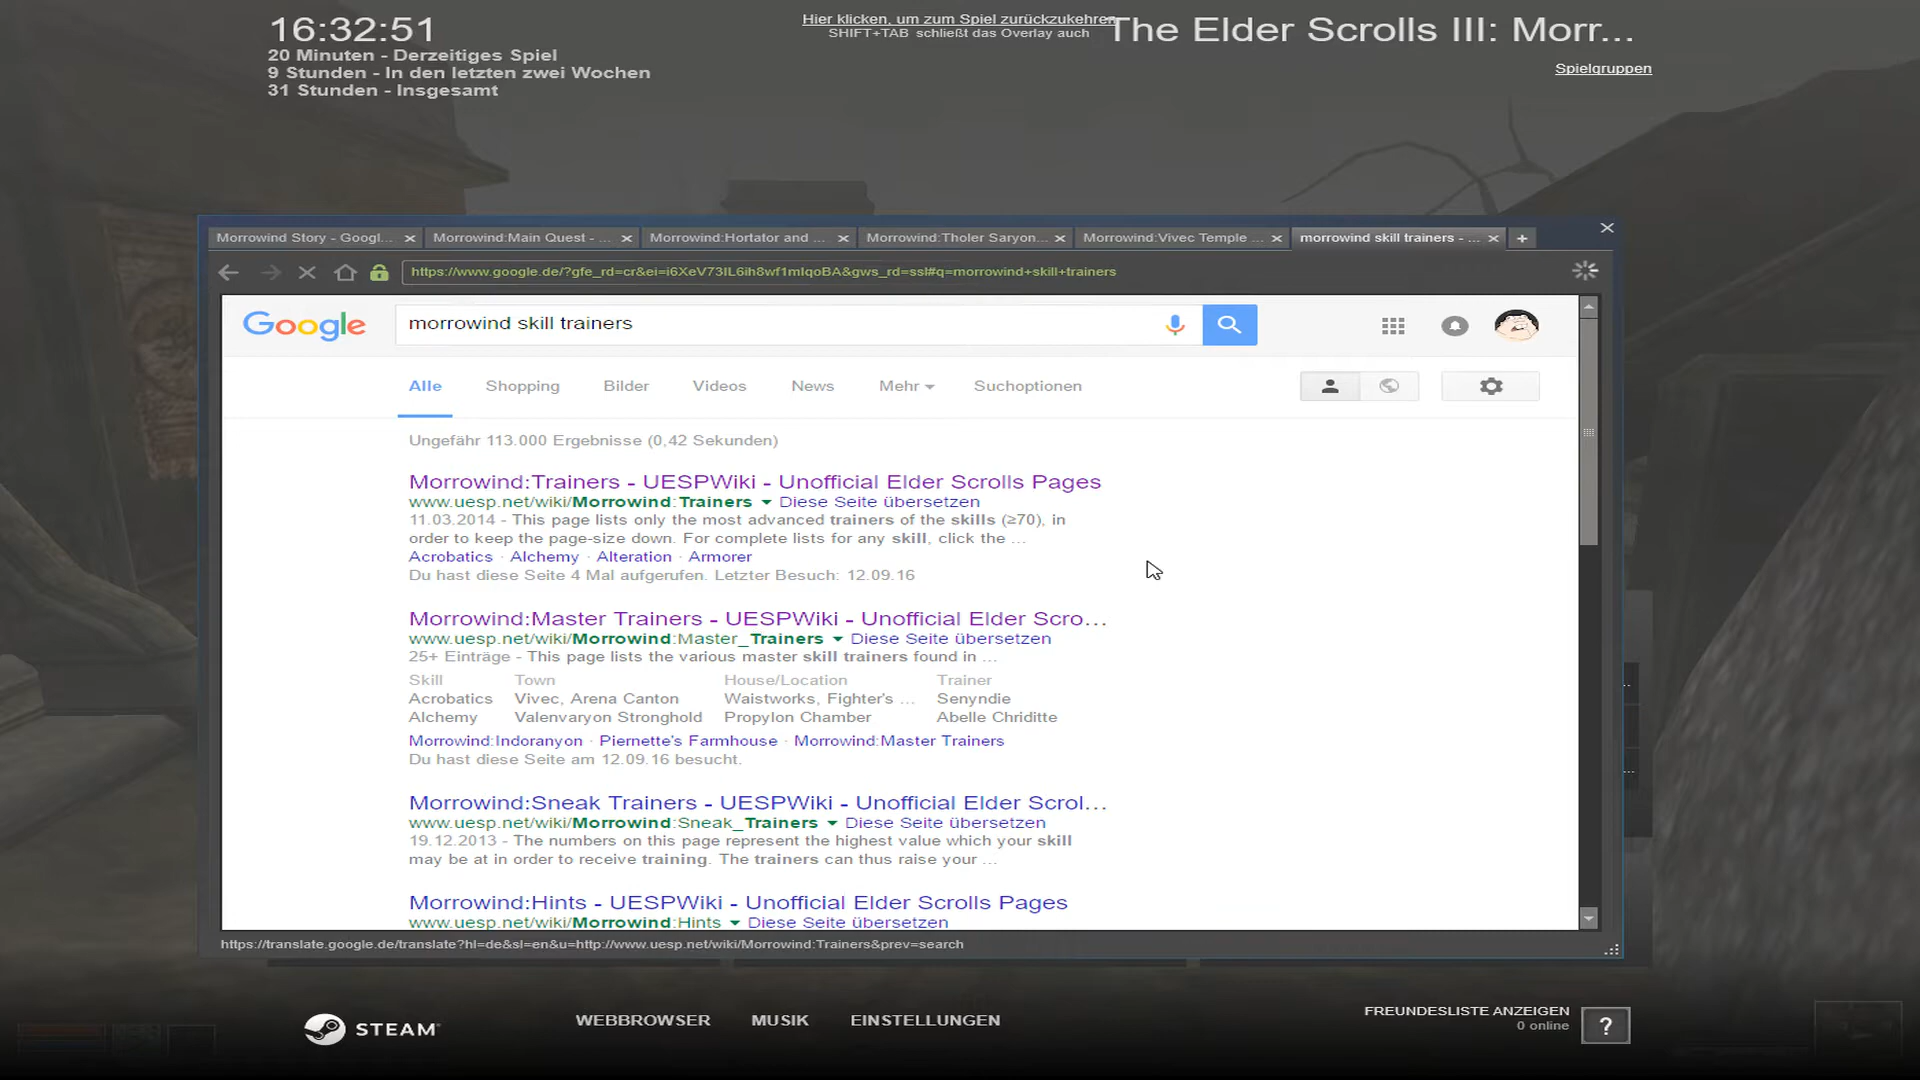 16:32:51
20 Minuten - Derzeitiges Spiel
9 Stunden - In den letzten zwei Wochen
31 Stunden - Insgesamt
Hier klicken, um zum Spiel zurückzukehren
SHIFT+TAB schließt das Overlay auch
The Elder Scrolls III: Morr...
Spielgruppen
Morrowind Story - Googl... Morrowind:Main Quest - ... Morrowind:Hortator and ... Morrowind:Tholer Saryon... Morrowind:Vivec Temple ... morrowind skill trainers - ...
https://www.google.de/?gfe_rd=cr&ei=i6XeV73IL6ih8wf1mIqoBA&gws_rd=ssl#q=morrowind+skill+trainers
Google
morrowind skill trainers
Alle Shopping Bilder Videos News Mehr Suchoptionen
Ungefähr 113.000 Ergebnisse (0,42 Sekunden)
Morrowind:Trainers - UESPWiki - Unofficial Elder Scrolls Pages
www.uesp.net/wiki/Morrowind:Trainers Diese Seite übersetzen
11.03.2014 - This page lists only the most advanced trainers of the skills (≥70), in
order to keep the page-size down. For complete lists for any skill, click the ...
Acrobatics · Alchemy · Alteration · Armorer
Du hast diese Seite 4 Mal aufgerufen. Letzter Besuch: 12.09.16
Morrowind:Master Trainers - UESPWiki - Unofficial Elder Scro...
www.uesp.net/wiki/Morrowind:Master_Trainers Diese Seite übersetzen
25+ Einträge - This page lists the various master skill trainers found in ...
Skill Town House/Location Trainer
Acrobatics Vivec, Arena Canton Waistworks, Fighter's ... Senyndie
Alchemy Valenvaryon Stronghold Propylon Chamber Abelle Chriditte
Morrowind:Indoranyon · Piernette's Farmhouse · Morrowind:Master Trainers
Du hast diese Seite am 12.09.16 besucht.
Morrowind:Sneak Trainers - UESPWiki - Unofficial Elder Scrol...
www.uesp.net/wiki/Morrowind:Sneak_Trainers Diese Seite übersetzen
19.12.2013 - The numbers on this page represent the highest value which your skill
may be at in order to receive training. The trainers can thus raise your ...
Morrowind:Hints - UESPWiki - Unofficial Elder Scrolls Pages
www.uesp.net/wiki/Morrowind:Hints Diese Seite übersetzen
https://translate.google.de/translate?hl=de&sl=en&u=http://www.uesp.net/wiki/Morrowind:Trainers&prev=search
STEAM
WEBBROWSER MUSIK EINSTELLUNGEN
FREUNDESLISTE ANZEIGEN
0 online
?